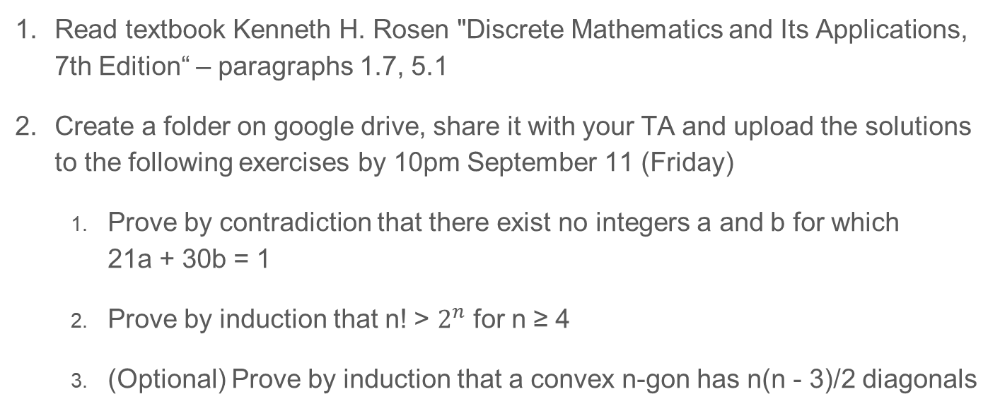 1. Read textbook Kenneth H. Rosen "Discrete Mathematics and Its Applications,
7th Edition“ – paragraphs 1.7, 5.1
2. Create a folder on google drive, share it with your TA and upload the solutions
to the following exercises by 10pm September 11 (Friday)
1. Prove by contradiction that there exist no integers a and b for which
21a + 30b = 1
2. Prove by induction that n! > 2ⁿ for n ≥ 4
3. (Optional) Prove by induction that a convex n-gon has n(n - 3)/2 diagonals